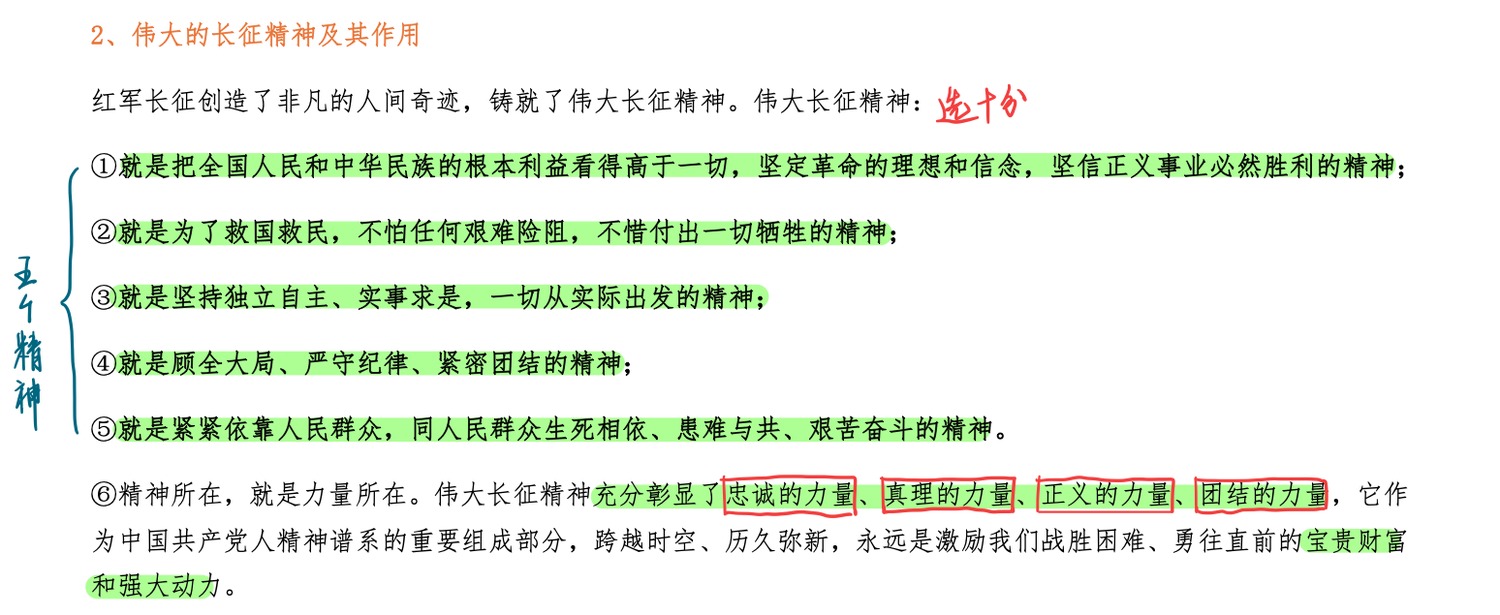 2、伟大的长征精神及其作用
红军长征创造了非凡的人间奇迹，铸就了伟大长征精神。伟大长征精神：选十分
①就是把全国人民和中华民族的根本利益看得高于一切，坚定革命的理想和信念，坚信正义事业必然胜利的精神；
②就是为了救国救民，不怕任何艰难险阻，不惜付出一切牺牲的精神；
五个精神
③就是坚持独立自主、实事求是，一切从实际出发的精神；
④就是顾全大局、严守纪律、紧密团结的精神；
⑤就是紧紧依靠人民群众，同人民群众生死相依、患难与共、艰苦奋斗的精神。
⑥精神所在，就是力量所在。伟大长征精神充分彰显了忠诚的力量、真理的力量、正义的力量、团结的力量，它作
为中国共产党人精神谱系的重要组成部分，跨越时空、历久弥新，永远是激励我们战胜困难、勇往直前的宝贵财富
和强大动力。